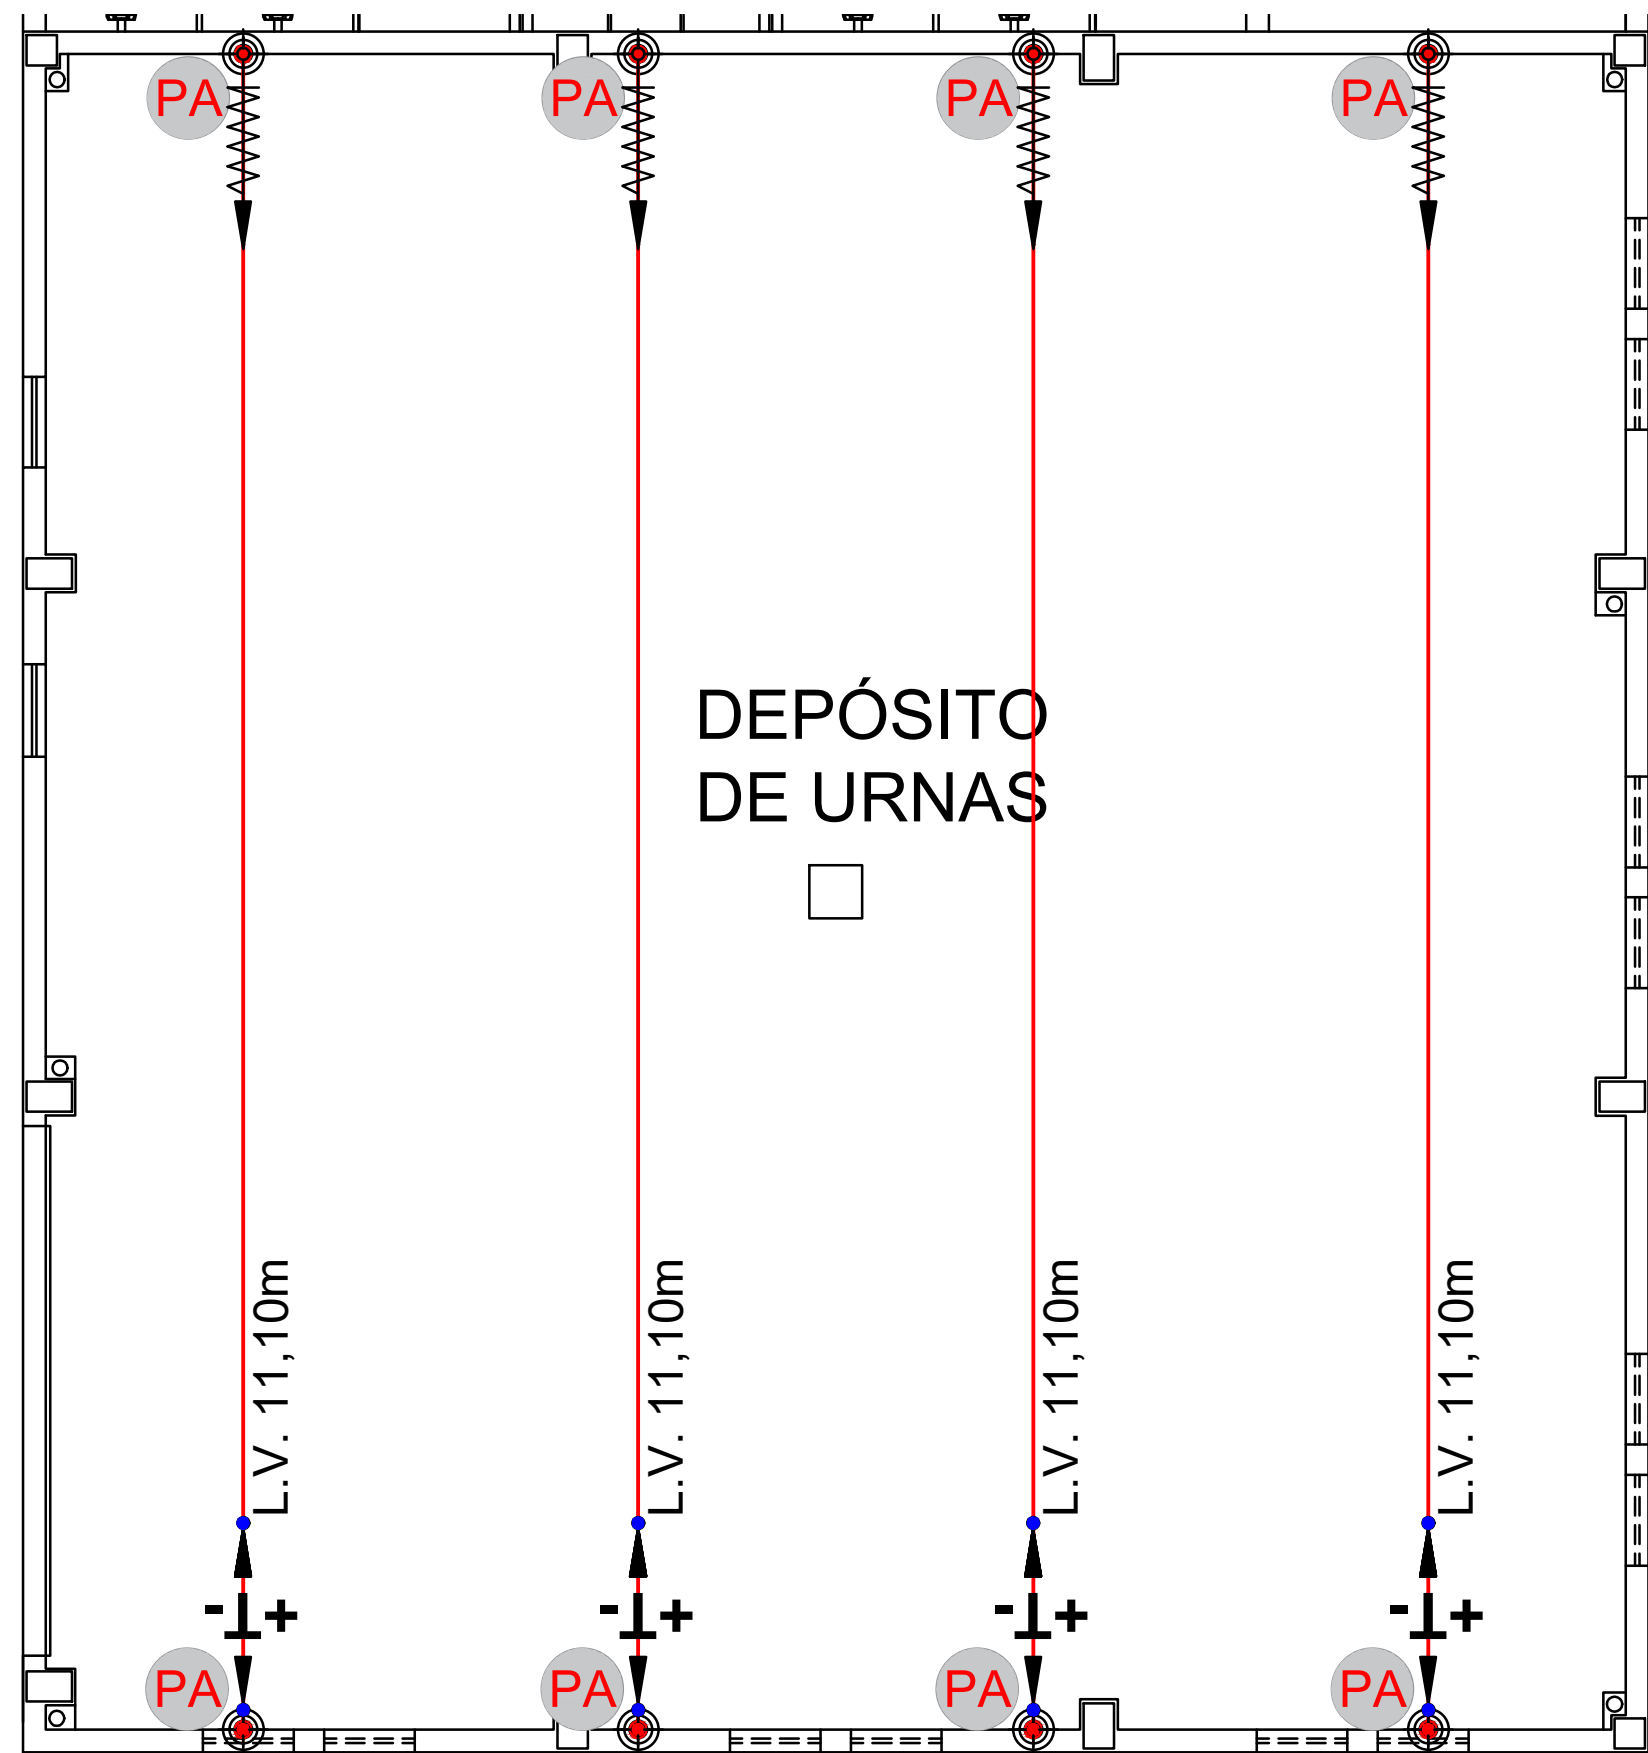 PA
PA
PA
PA
DEPÓSITO
DE URNAS
L.V. 11,10m
L.V. 11,10m
L.V. 11,10m
L.V. 11,10m
- +
- +
- +
- +
PA
PA
PA
PA